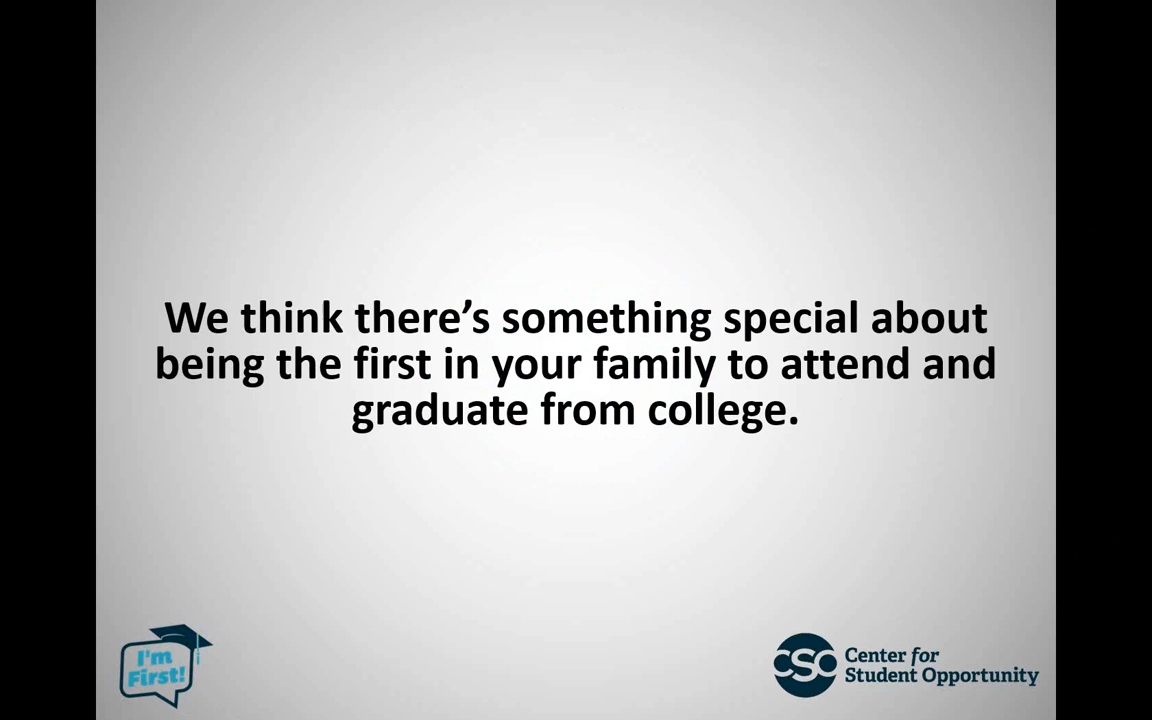 We think there’s something special about
being the first in your family to attend and
graduate from college.
I'm
First!
CSO
Center for
Student Opportunity